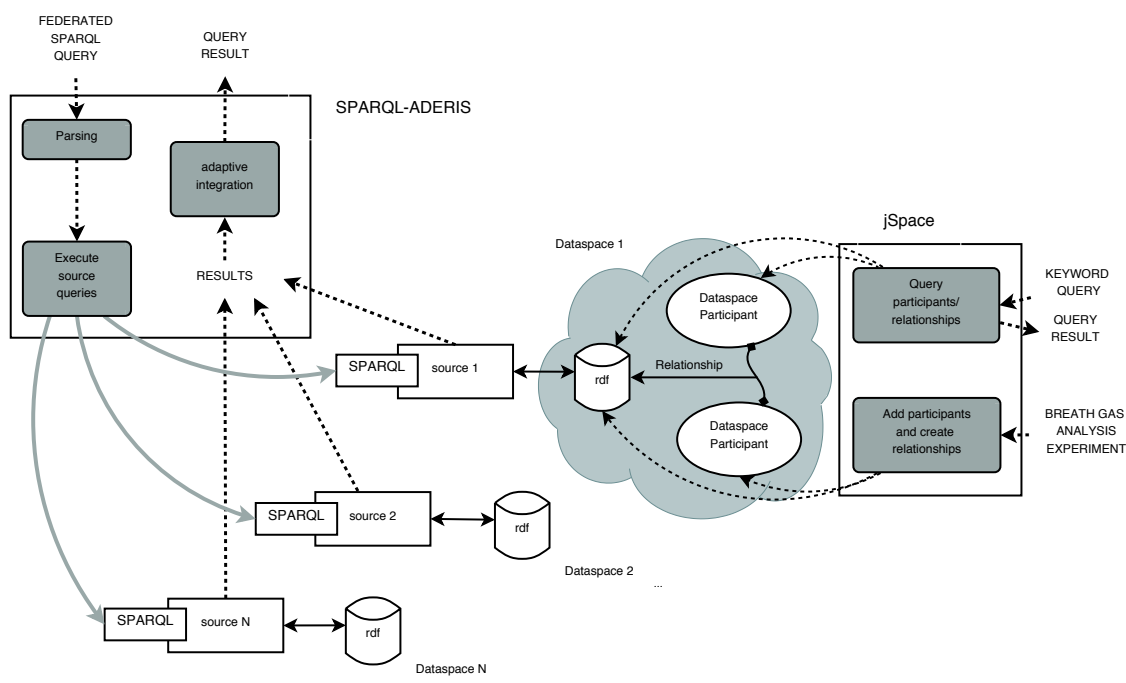 FEDERATED
SPARQL
QUERY
QUERY
RESULT
SPARQL-ADERIS
Parsing
adaptive
integration
Execute
source
queries
RESULTS
Dataspace 1
jSpace
Dataspace
Participant
Query
participants/
relationships
KEYWORD
QUERY
QUERY
RESULT
SPARQL
source 1
rdf
Relationship
Dataspace
Participant
Add participants
and create
relationships
BREATH GAS
ANALYSIS
EXPERIMENT
SPARQL
source 2
rdf
Dataspace 2
...
SPARQL
source N
rdf
Dataspace N